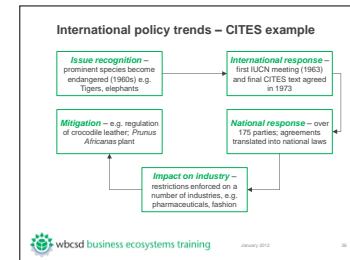 International policy trends – CITES example
Issue recognition –
prominent species become
endangered (1960s) e.g.
Tigers, elephants
International response –
first IUCN meeting (1963)
and final CITES text agreed
in 1973
Mitigation – e.g. regulation
of crocodile leather; Prunus
Africanas plant
National response – over
175 parties; agreements
translated into national laws
Impact on industry –
restrictions enforced on a
number of industries, e.g.
pharmaceuticals, fashion
wbcsd business ecosystems training
January 2012